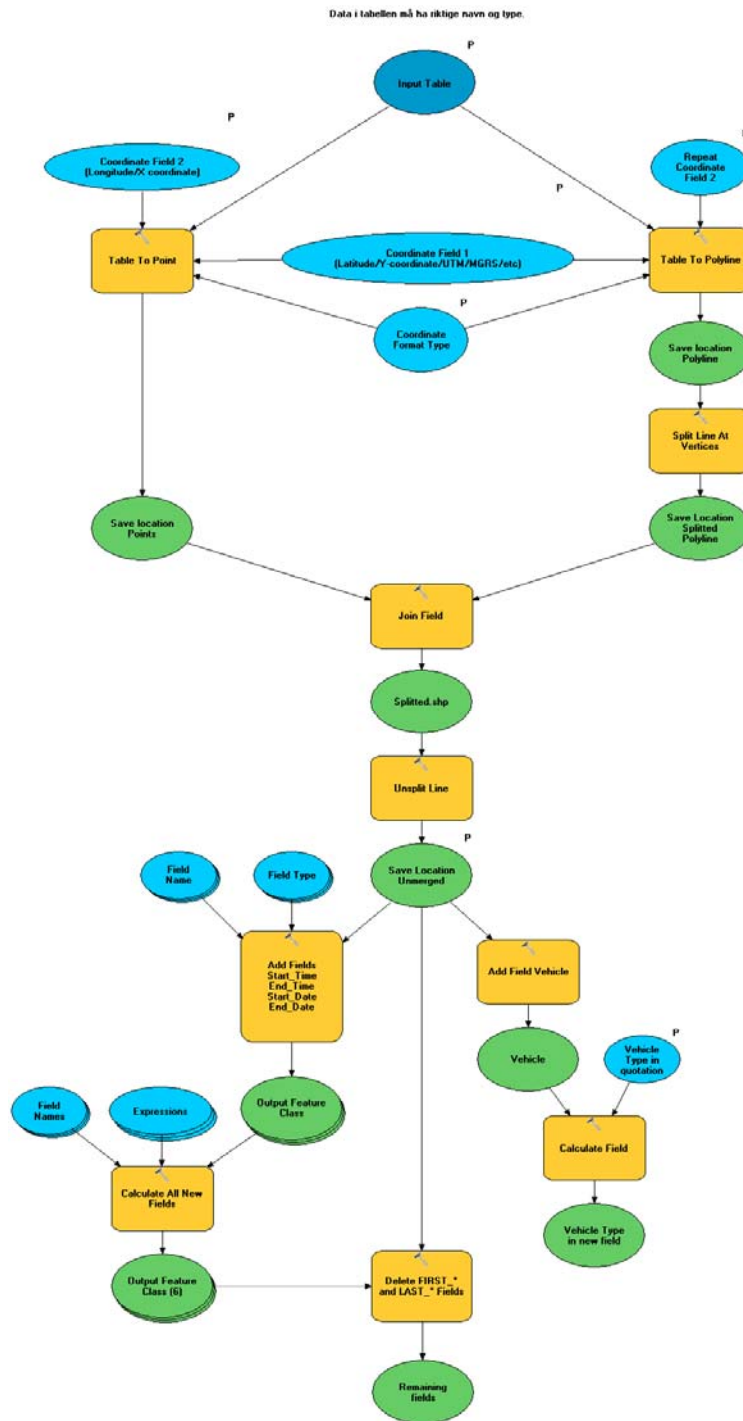 Data i tabellen må ha riktige navn og type.
P
Input Table
P
Coordinate Field 2
(Longitude/X coordinate)
Repeat
Coordinate
Field 2
P
Table To Point
Coordinate Field 1
(Latitude/Y-coordinate/UTM/MGRS/etc)
Table To Polyline
P
Coordinate
Format Type
Save location
Polyline
Split Line At
Vertices
Save location
Points
Save Location
Splitted
Polyline
Join Field
Splitted.shp
Unsplit Line
P
Field
Name
Field Type
Save Location
Unmerged
Add Fields
Start_Time
End_Time
Start_Date
End_Date
Add Field Vehicle
P
Vehicle
Vehicle
Type in
quotation
Field
Names
Expressions
Output Feature
Class
Calculate Field
Calculate All New
Fields
Vehicle Type
in new field
Output Feature
Class (6)
Delete FIRST_*
and LAST_* Fields
Remaining
fields